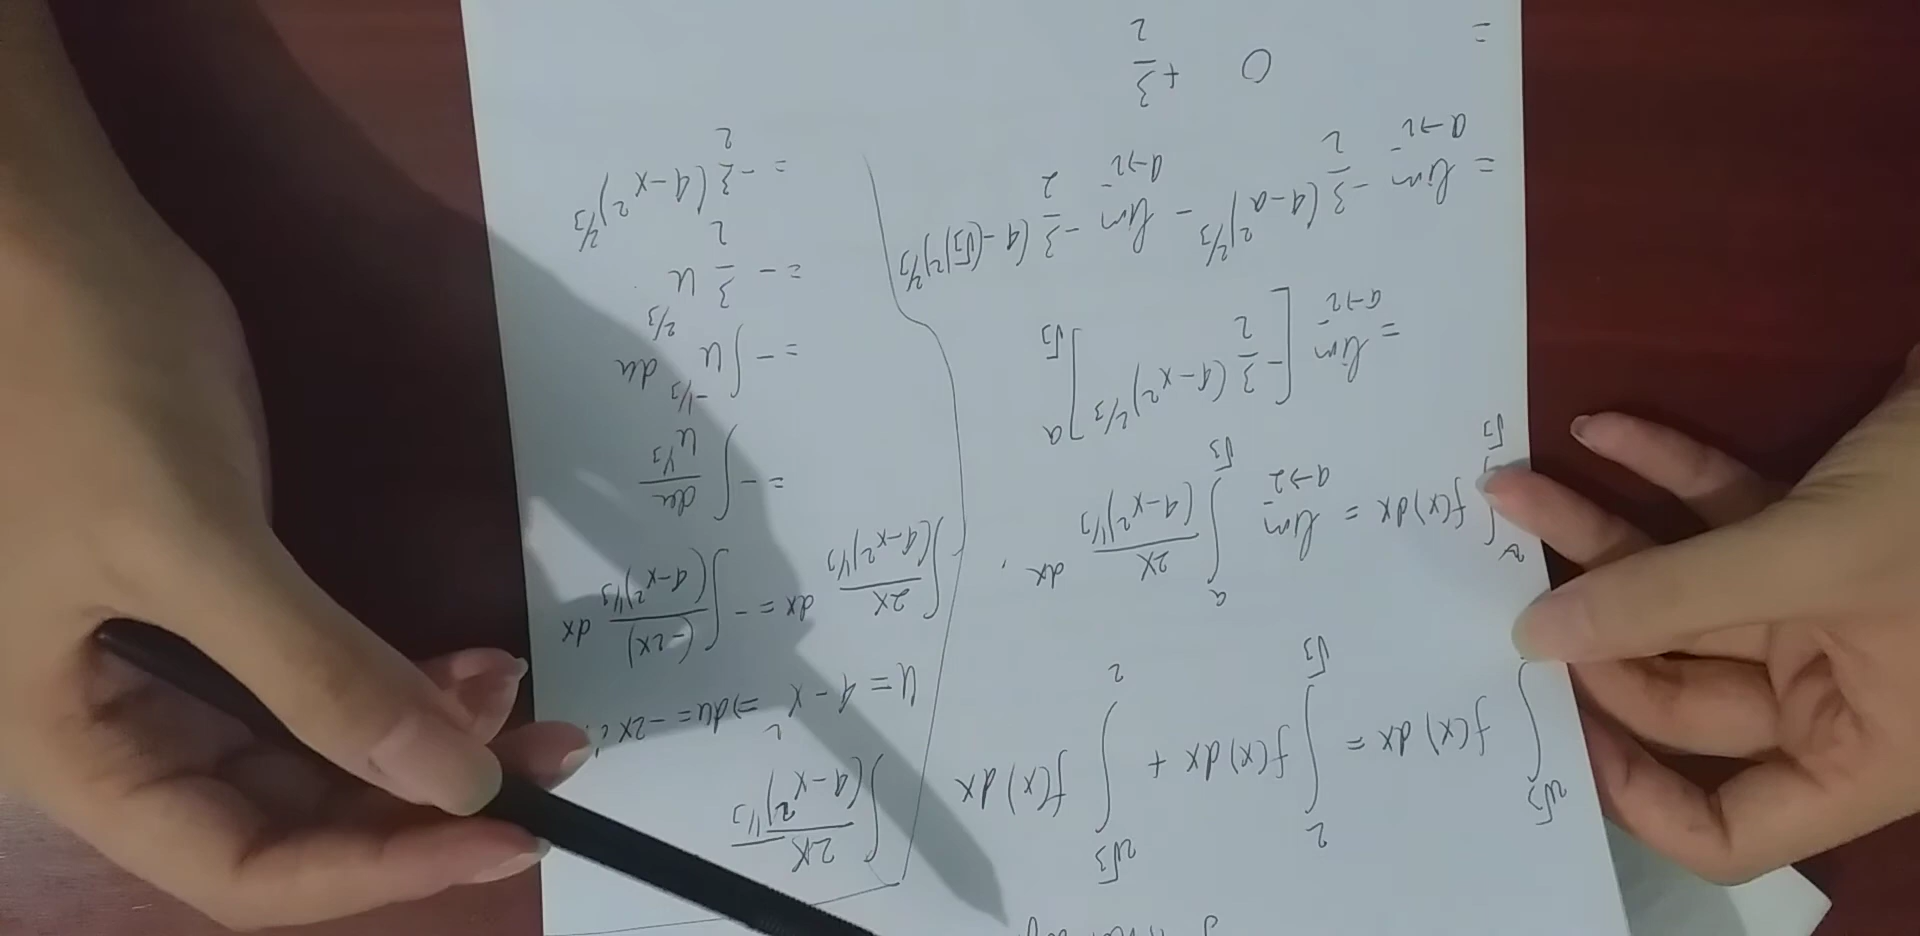 ∫_{√3}^{2√3} f(x) dx = ∫_{√3}^{2} f(x) dx + ∫_{2}^{2√3} f(x) dx
∫_{√3}^{2} f(x) dx = lim_{a→2⁻} ∫_{√3}^{a} 2x/(4-x²)^{1/3} dx.
= lim_{a→2⁻} [-3/2 (4-x²)^{2/3}]_{√3}^{a}
= lim_{a→2⁻} -3/2 (4-a²)^{2/3} - lim_{a→2⁻} -3/2 (4-(√3)²)^{2/3}
= 0 + 3/2
∫ 2x/(4-x²)^{1/3}
u = 4-x² ⇒ du = -2x
∫ 2x/(4-x²)^{1/3} dx = -∫ (-2x)/(4-x²)^{1/3} dx
= -∫ du/u^{1/3}
= -∫ u^{-1/3} du
= -3/2 u^{2/3}
= -3/2 (4-x²)^{2/3}